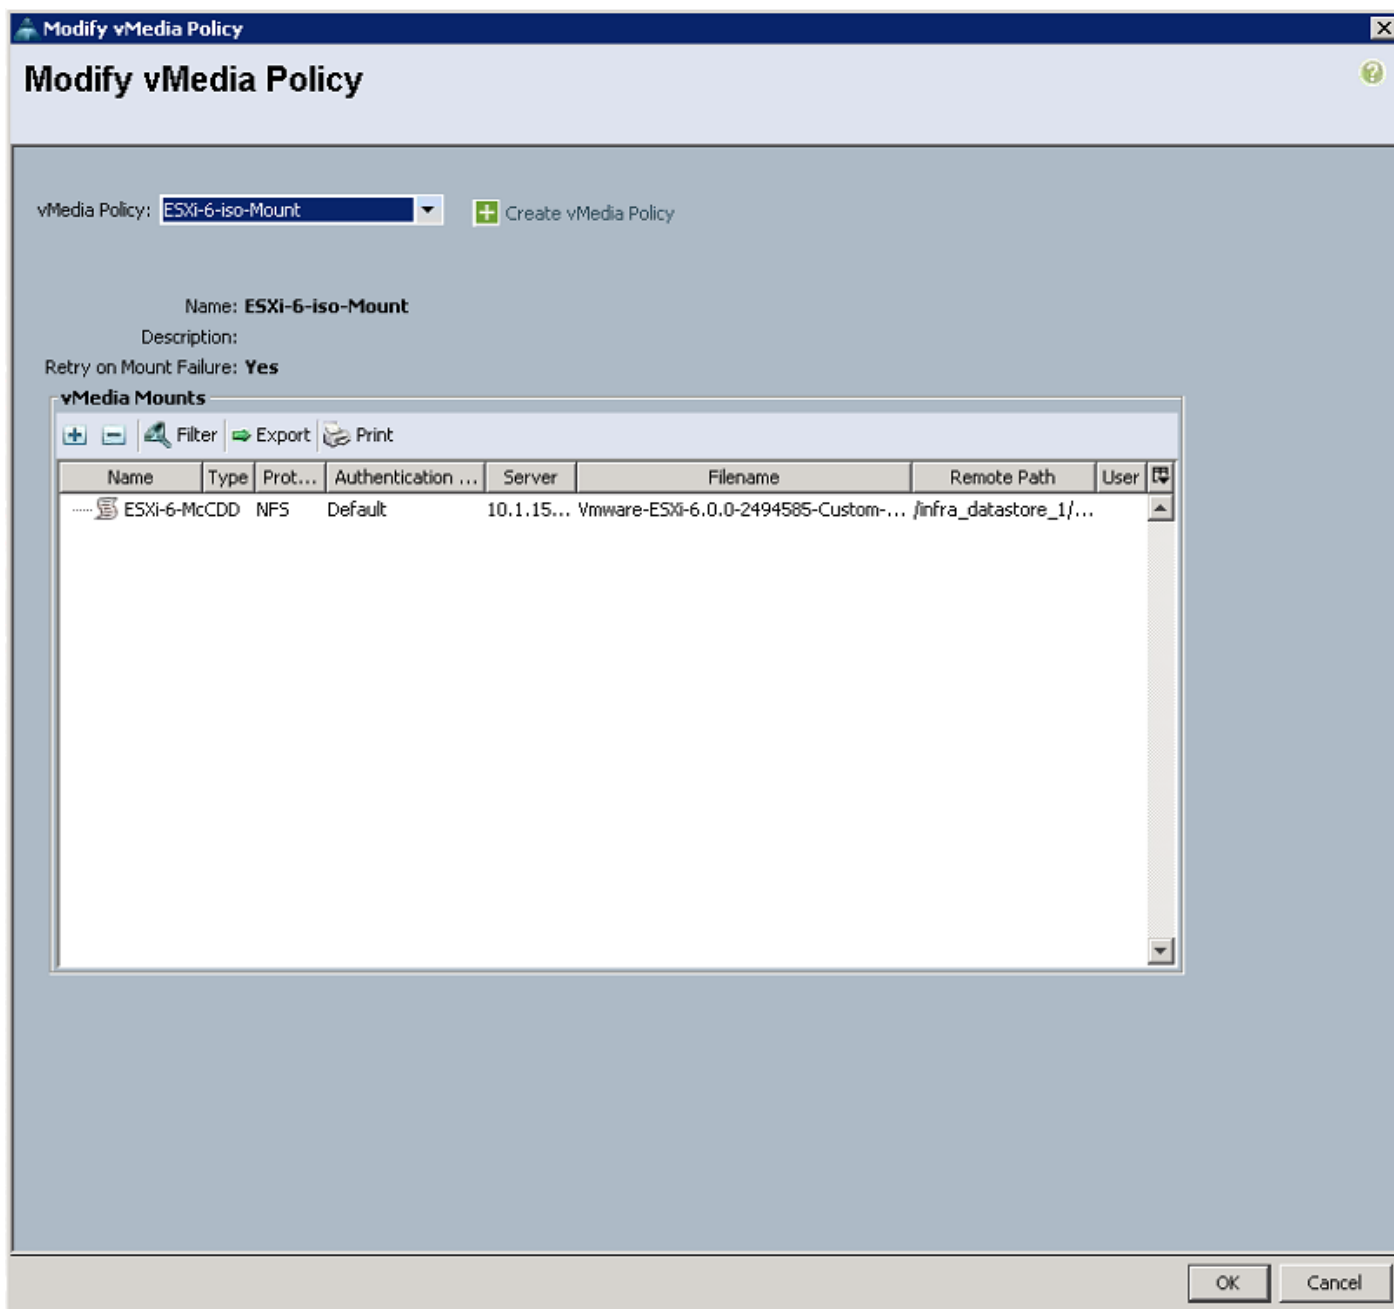 Modify vMedia Policy
Modify vMedia Policy
vMedia Policy: ESXi-6-iso-Mount Create vMedia Policy
Name: ESXi-6-iso-Mount
Description:
Retry on Mount Failure: Yes
vMedia Mounts
Filter Export Print
Name Type Prot... Authentication ... Server Filename Remote Path User
ESXi-6-McCDD NFS Default 10.1.15... Vmware-ESXi-6.0.0-2494585-Custom-... /infra_datastore_1/...
OK Cancel